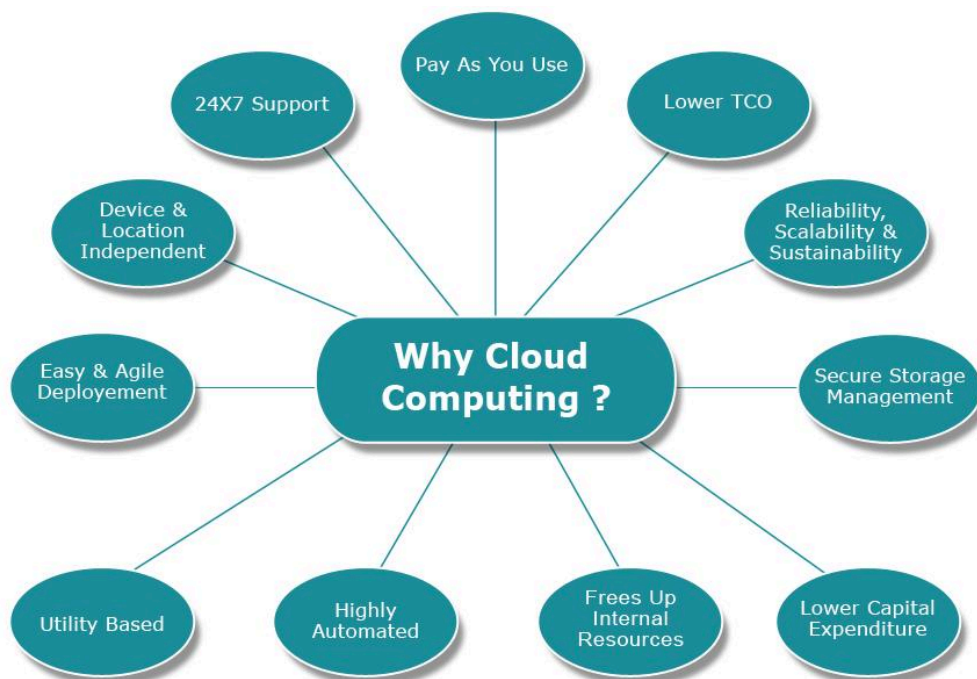 Pay As You Use
24X7 Support
Lower TCO
Device &
Location
Independent
Reliability,
Scalability &
Sustainability
Why Cloud
Computing ?
Easy & Agile
Deployement
Secure Storage
Management
Utility Based
Highly
Automated
Frees Up
Internal
Resources
Lower Capital
Expenditure